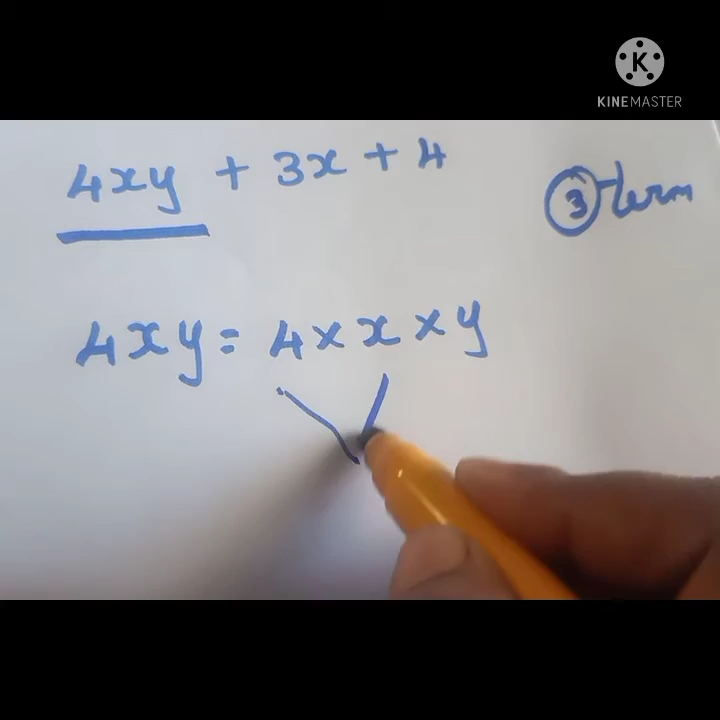 KINEMASTER
4xy + 3x + 4
3 term
4xy = 4 × x × y